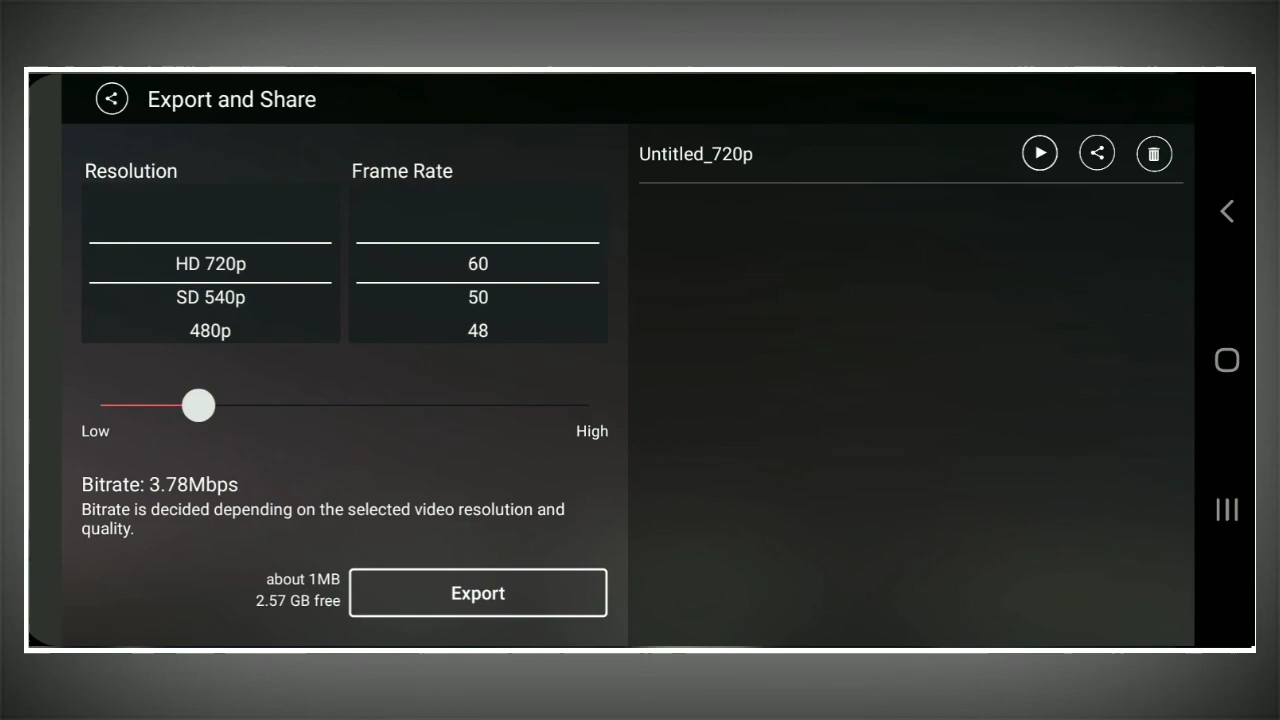 Export and Share
Resolution
Frame Rate
HD 720p
SD 540p
480p
60
50
48
Low
High
Bitrate: 3.78Mbps
Bitrate is decided depending on the selected video resolution and
quality.
about 1MB
2.57 GB free
Export
Untitled_720p